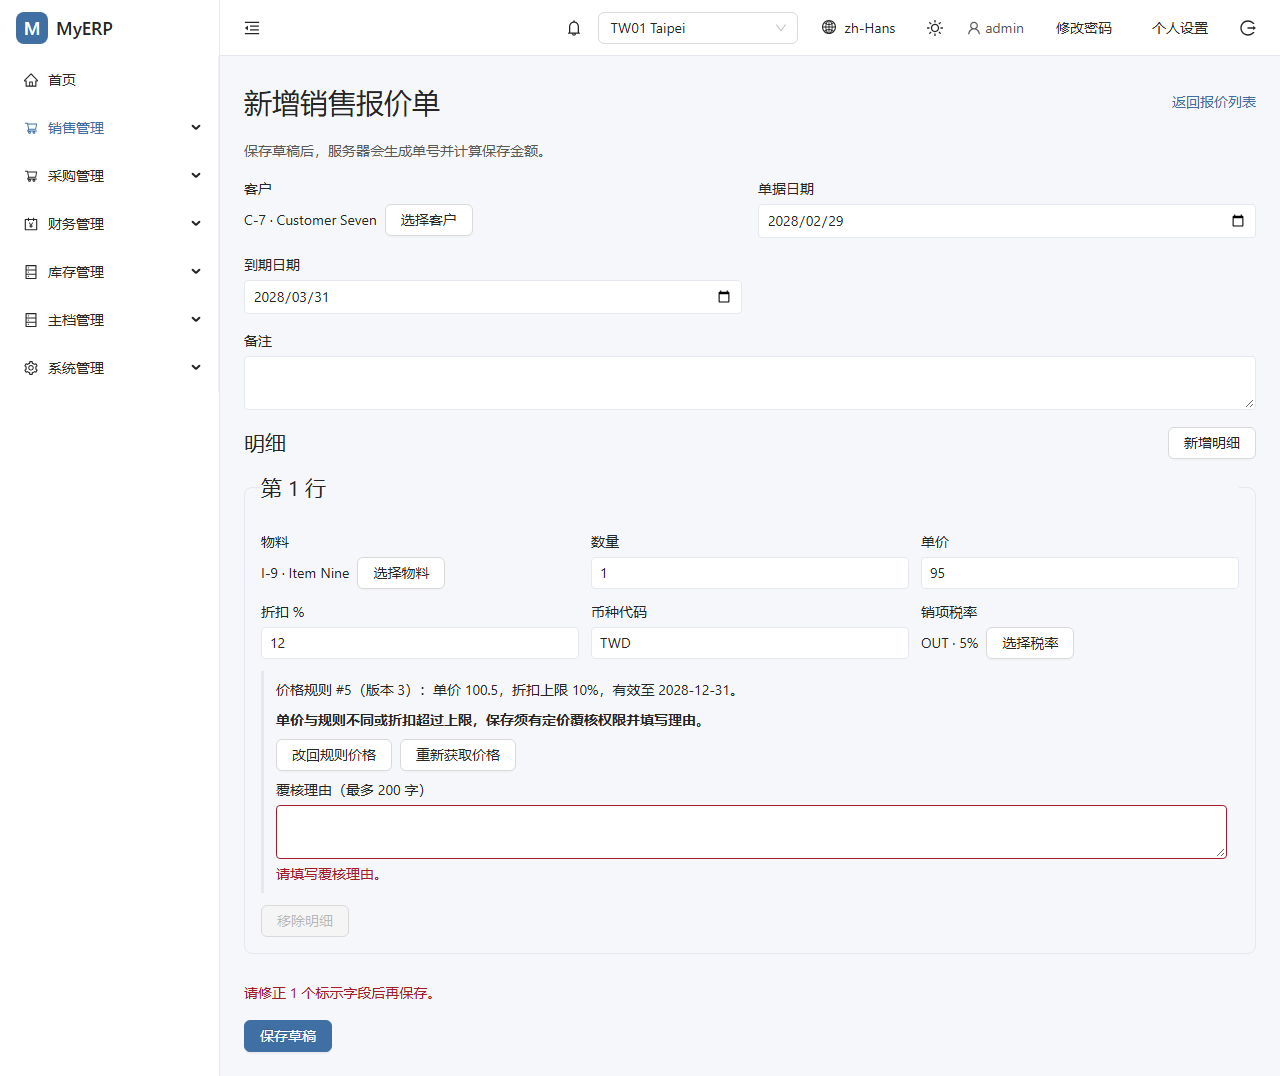 M MyERP
TW01 Taipei
zh-Hans
admin
修改密码
个人设置
首页
销售管理
采购管理
财务管理
库存管理
主档管理
系统管理
新增销售报价单
返回报价列表
保存草稿后，服务器会生成单号并计算保存金额。
客户
C-7 · Customer Seven
选择客户
单据日期
2028/02/29
到期日期
2028/03/31
备注
明细
新增明细
第 1 行
物料
I-9 · Item Nine
选择物料
数量
1
单价
95
折扣 %
12
币种代码
TWD
销项税率
OUT · 5%
选择税率
价格规则 #5（版本 3）：单价 100.5，折扣上限 10%，有效至 2028-12-31。
单价与规则不同或折扣超过上限，保存须有定价覆核权限并填写理由。
改回规则价格
重新获取价格
覆核理由（最多 200 字）
请填写覆核理由。
移除明细
请修正 1 个标示字段后再保存。
保存草稿